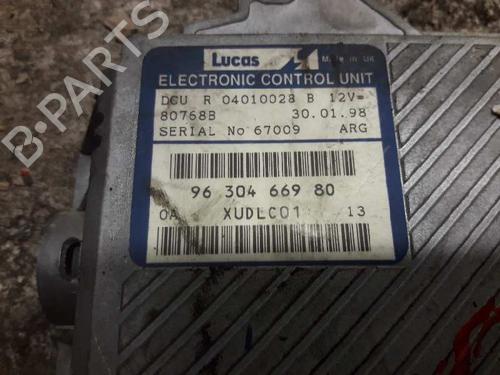 Lucas Made in UK
ELECTRONIC CONTROL UNIT
DCU R 04010028 B 12V=
80768B 30.01.98
SERIAL No 67009 ARG
96 304 669 80
OA XUDLC01 13
B-PARTS